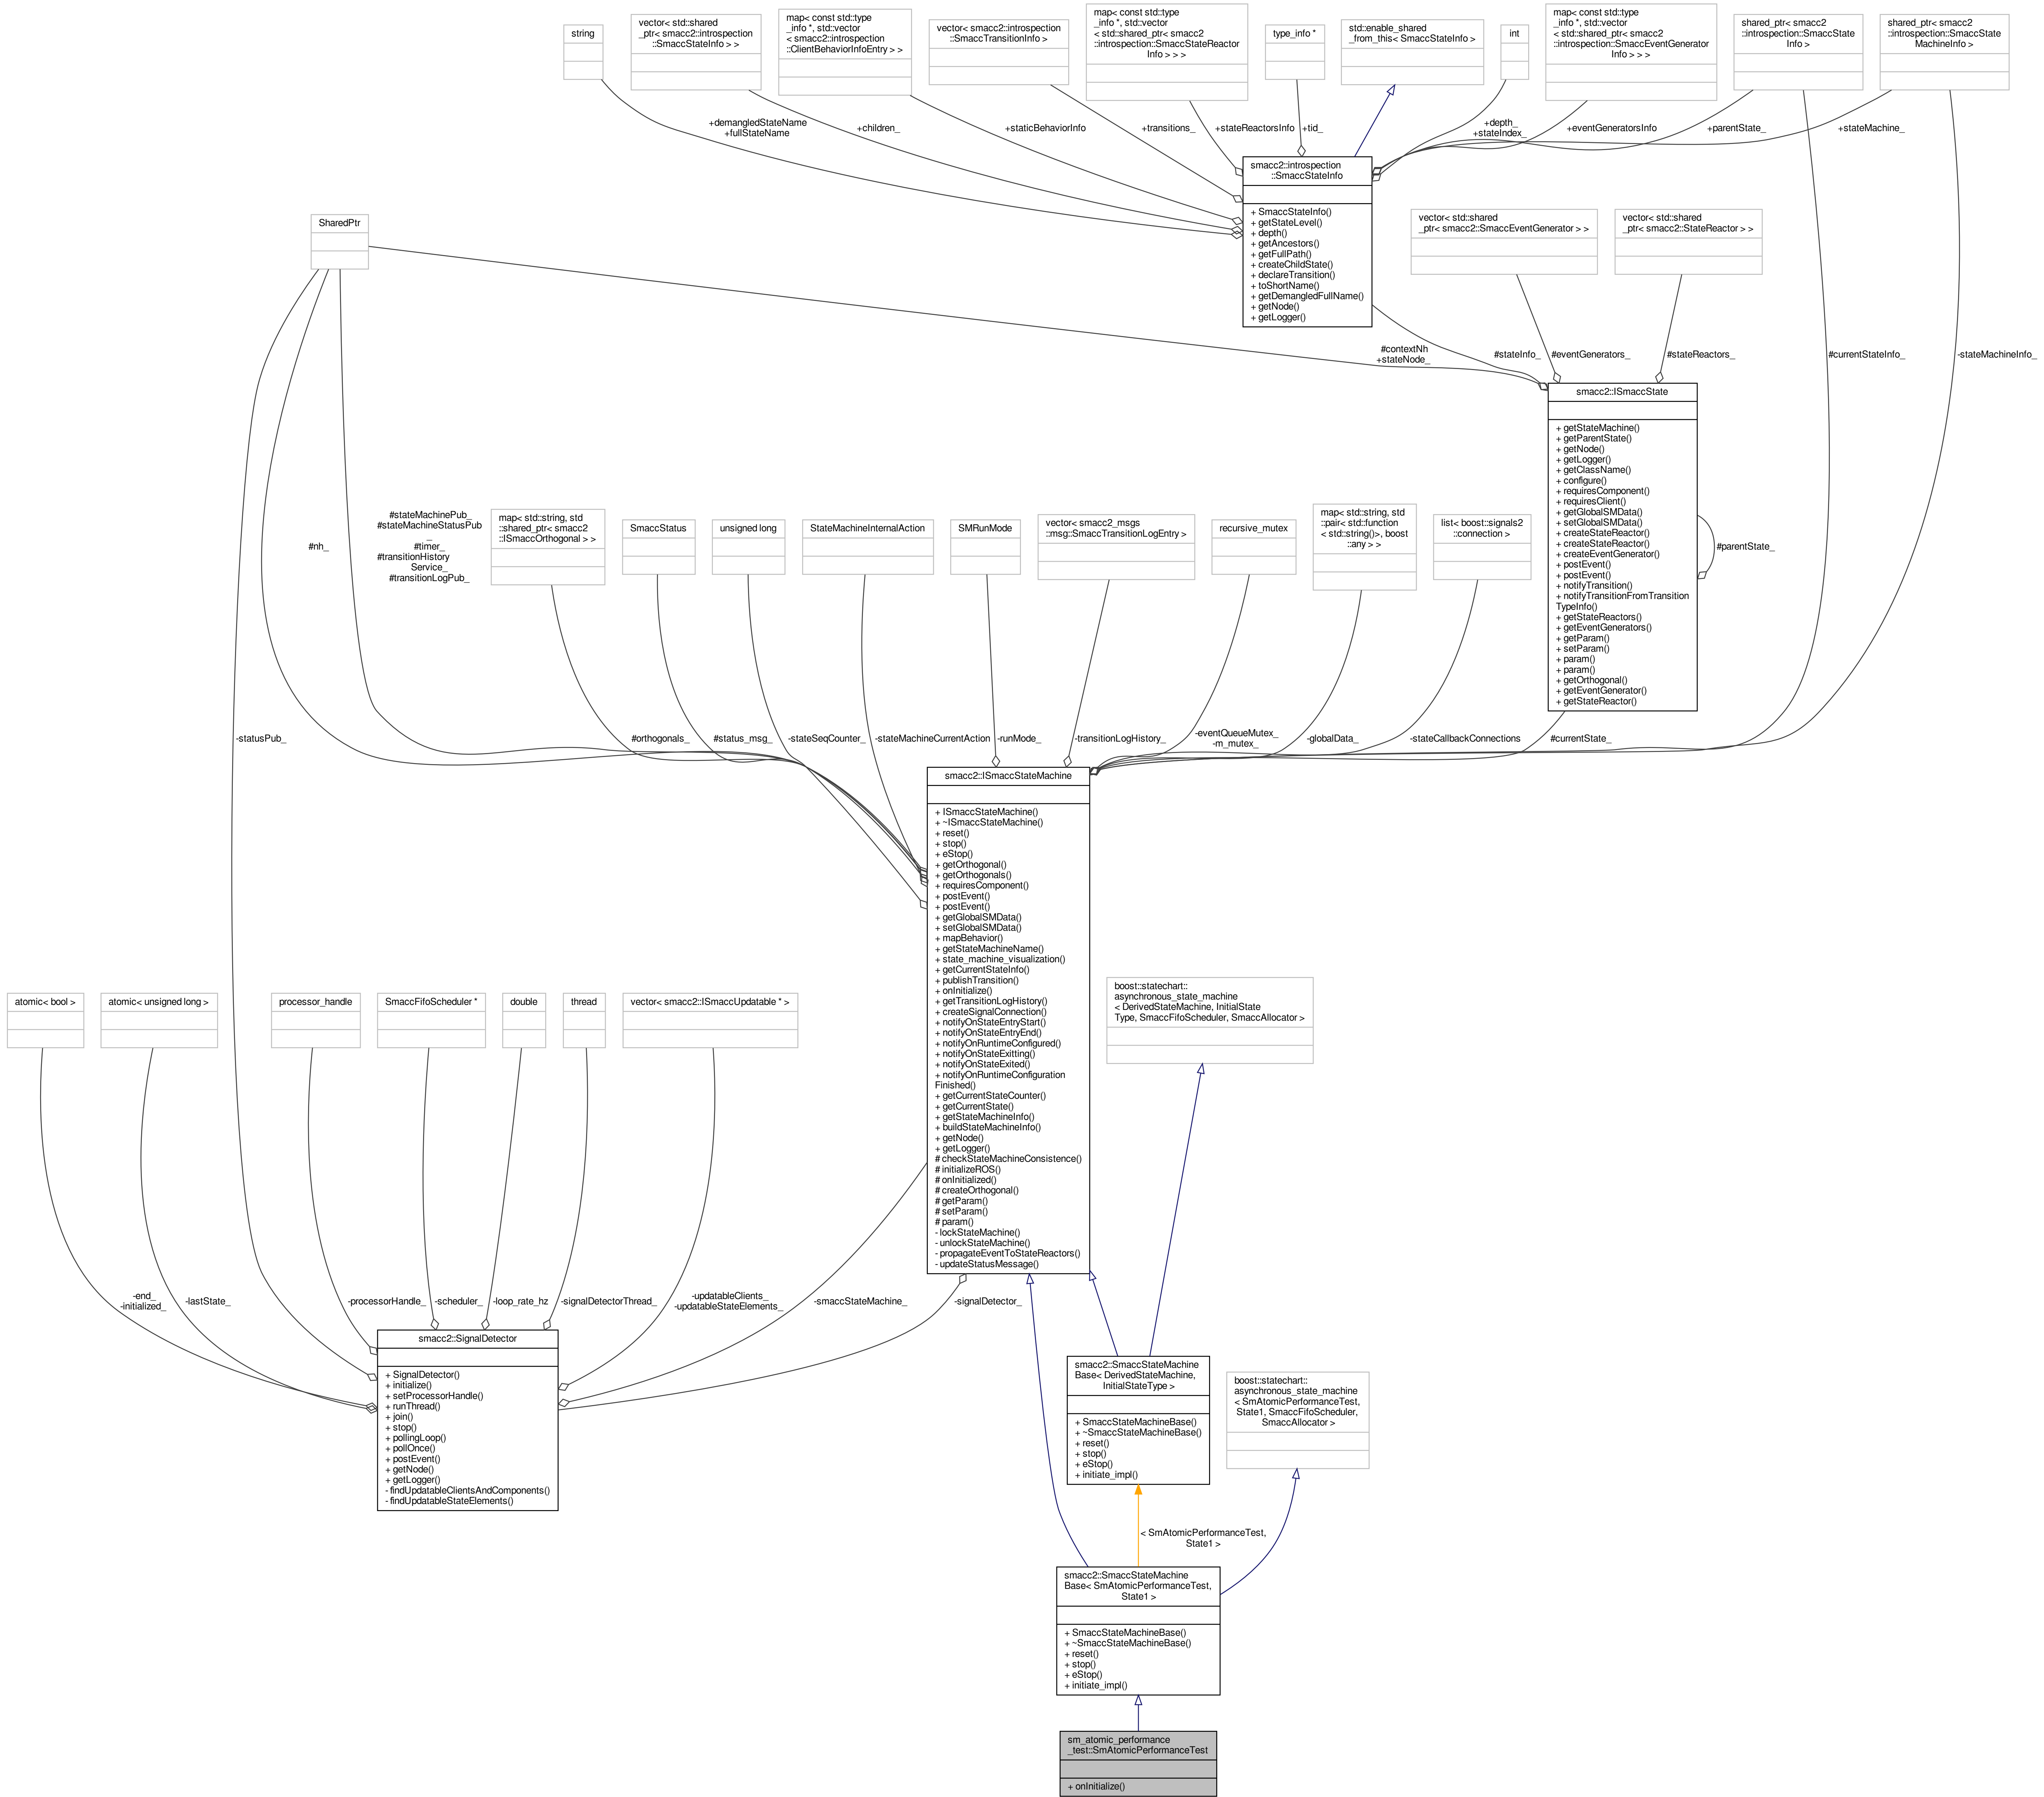 string
vector< std::shared
_ptr< smacc2::introspection
::SmaccStateInfo > >
map< const std::type
_info *, std::vector
< smacc2::introspection
::ClientBehaviorInfoEntry > >
vector< smacc2::introspection
::SmaccTransitionInfo >
map< const std::type
_info *, std::vector
< std::shared_ptr< smacc2
::introspection::SmaccStateReactor
Info > > >
type_info *
std::enable_shared
_from_this< SmaccStateInfo >
int
map< const std::type
_info *, std::vector
< std::shared_ptr< smacc2
::introspection::SmaccEventGenerator
Info > > >
shared_ptr< smacc2
::introspection::SmaccState
Info >
shared_ptr< smacc2
::introspection::SmaccState
MachineInfo >
+demangledStateName
+fullStateName
+children_
+staticBehaviorInfo
+transitions_
+stateReactorsInfo
+tid_
+depth_
+stateIndex_
+eventGeneratorsInfo
+parentState_
+stateMachine_
smacc2::introspection
::SmaccStateInfo
+ SmaccStateInfo()
+ getStateLevel()
+ depth()
+ getAncestors()
+ getFullPath()
+ createChildState()
+ declareTransition()
+ toShortName()
+ getDemangledFullName()
+ getNode()
+ getLogger()
SharedPtr
vector< std::shared
_ptr< smacc2::SmaccEventGenerator > >
vector< std::shared
_ptr< smacc2::StateReactor > >
#contextNh
+stateNode_
#stateInfo_
#eventGenerators_
#stateReactors_
#currentStateInfo_
-stateMachineInfo_
smacc2::ISmaccState
+ getStateMachine()
+ getParentState()
+ getNode()
+ getLogger()
+ getClassName()
+ configure()
+ requiresComponent()
+ requiresClient()
+ getGlobalSMData()
+ setGlobalSMData()
+ createStateReactor()
+ createStateReactor()
+ createEventGenerator()
+ postEvent()
+ postEvent()
+ notifyTransition()
+ notifyTransitionFromTransition
TypeInfo()
+ getStateReactors()
+ getEventGenerators()
+ getParam()
+ setParam()
+ param()
+ param()
+ getOrthogonal()
+ getEventGenerator()
+ getStateReactor()
#parentState_
#nh_
#stateMachinePub_
#stateMachineStatusPub
_
#timer_
#transitionHistory
Service_
#transitionLogPub_
map< std::string, std
::shared_ptr< smacc2
::ISmaccOrthogonal > >
SmaccStatus
unsigned long
StateMachineInternalAction
SMRunMode
vector< smacc2_msgs
::msg::SmaccTransitionLogEntry >
recursive_mutex
map< std::string, std
::pair< std::function
< std::string()>, boost
::any > >
list< boost::signals2
::connection >
-statusPub_
#orthogonals_
#status_msg_
-stateSeqCounter_
-stateMachineCurrentAction
-runMode_
-transitionLogHistory_
-eventQueueMutex_
-m_mutex_
-globalData_
-stateCallbackConnections
#currentState_
smacc2::ISmaccStateMachine
+ ISmaccStateMachine()
+ ~ISmaccStateMachine()
+ reset()
+ stop()
+ eStop()
+ getOrthogonal()
+ getOrthogonals()
+ requiresComponent()
+ postEvent()
+ postEvent()
+ getGlobalSMData()
+ setGlobalSMData()
+ mapBehavior()
+ getStateMachineName()
+ state_machine_visualization()
+ getCurrentStateInfo()
+ publishTransition()
+ onInitialize()
+ getTransitionLogHistory()
+ createSignalConnection()
+ notifyOnStateEntryStart()
+ notifyOnStateEntryEnd()
+ notifyOnRuntimeConfigured()
+ notifyOnStateExitting()
+ notifyOnStateExited()
+ notifyOnRuntimeConfiguration
Finished()
+ getCurrentStateCounter()
+ getCurrentState()
+ getStateMachineInfo()
+ buildStateMachineInfo()
+ getNode()
+ getLogger()
# checkStateMachineConsistence()
# initializeROS()
# onInitialized()
# createOrthogonal()
# getParam()
# setParam()
# param()
- lockStateMachine()
- unlockStateMachine()
- propagateEventToStateReactors()
- updateStatusMessage()
atomic< bool >
atomic< unsigned long >
processor_handle
SmaccFifoScheduler *
double
thread
vector< smacc2::ISmaccUpdatable * >
boost::statechart::
asynchronous_state_machine
< DerivedStateMachine, InitialState
Type, SmaccFifoScheduler, SmaccAllocator >
-end_
-initialized_
-lastState_
-processorHandle_
-scheduler_
-loop_rate_hz
-signalDetectorThread_
-updatableClients_
-updatableStateElements_
-smaccStateMachine_
-signalDetector_
smacc2::SignalDetector
+ SignalDetector()
+ initialize()
+ setProcessorHandle()
+ runThread()
+ join()
+ stop()
+ pollingLoop()
+ pollOnce()
+ postEvent()
+ getNode()
+ getLogger()
- findUpdatableClientsAndComponents()
- findUpdatableStateElements()
smacc2::SmaccStateMachine
Base< DerivedStateMachine,
InitialStateType >
+ SmaccStateMachineBase()
+ ~SmaccStateMachineBase()
+ reset()
+ stop()
+ eStop()
+ initiate_impl()
boost::statechart::
asynchronous_state_machine
< SmAtomicPerformanceTest,
State1, SmaccFifoScheduler,
SmaccAllocator >
< SmAtomicPerformanceTest,
State1 >
smacc2::SmaccStateMachine
Base< SmAtomicPerformanceTest,
State1 >
+ SmaccStateMachineBase()
+ ~SmaccStateMachineBase()
+ reset()
+ stop()
+ eStop()
+ initiate_impl()
sm_atomic_performance
_test::SmAtomicPerformanceTest
+ onInitialize()